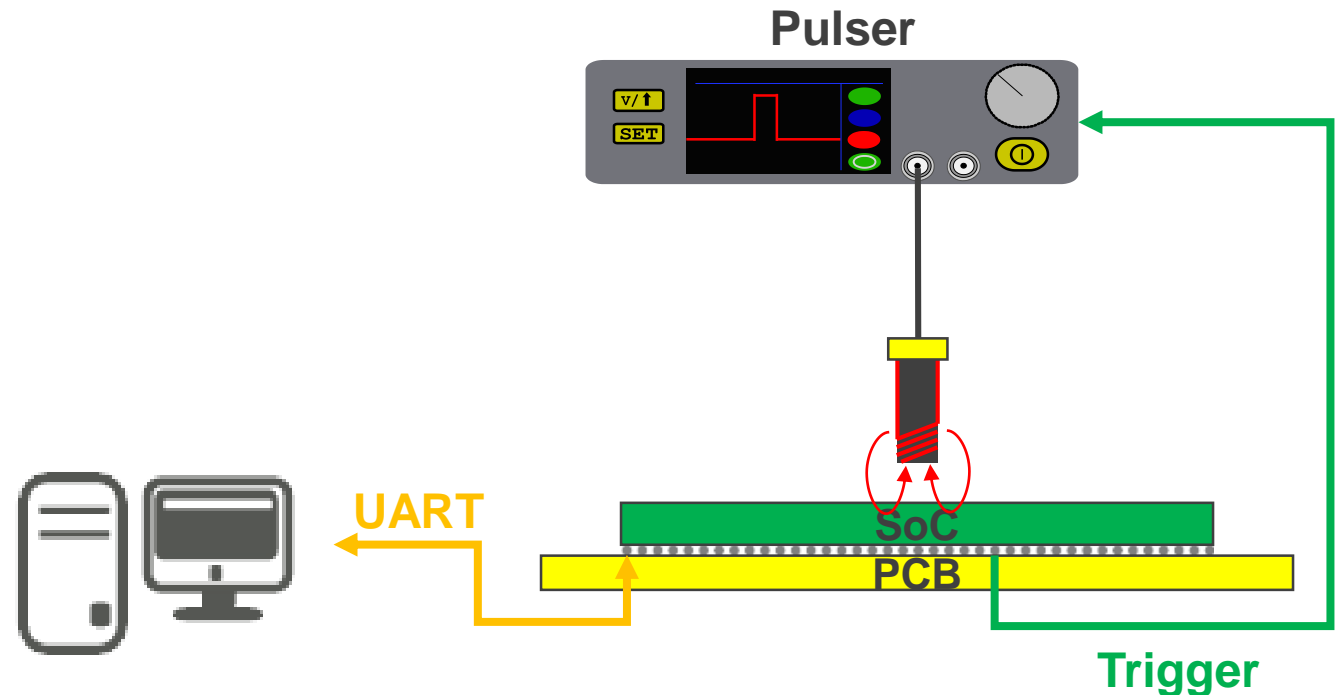 Pulser
V/⬆
SET
UART
SoC
PCB
Trigger